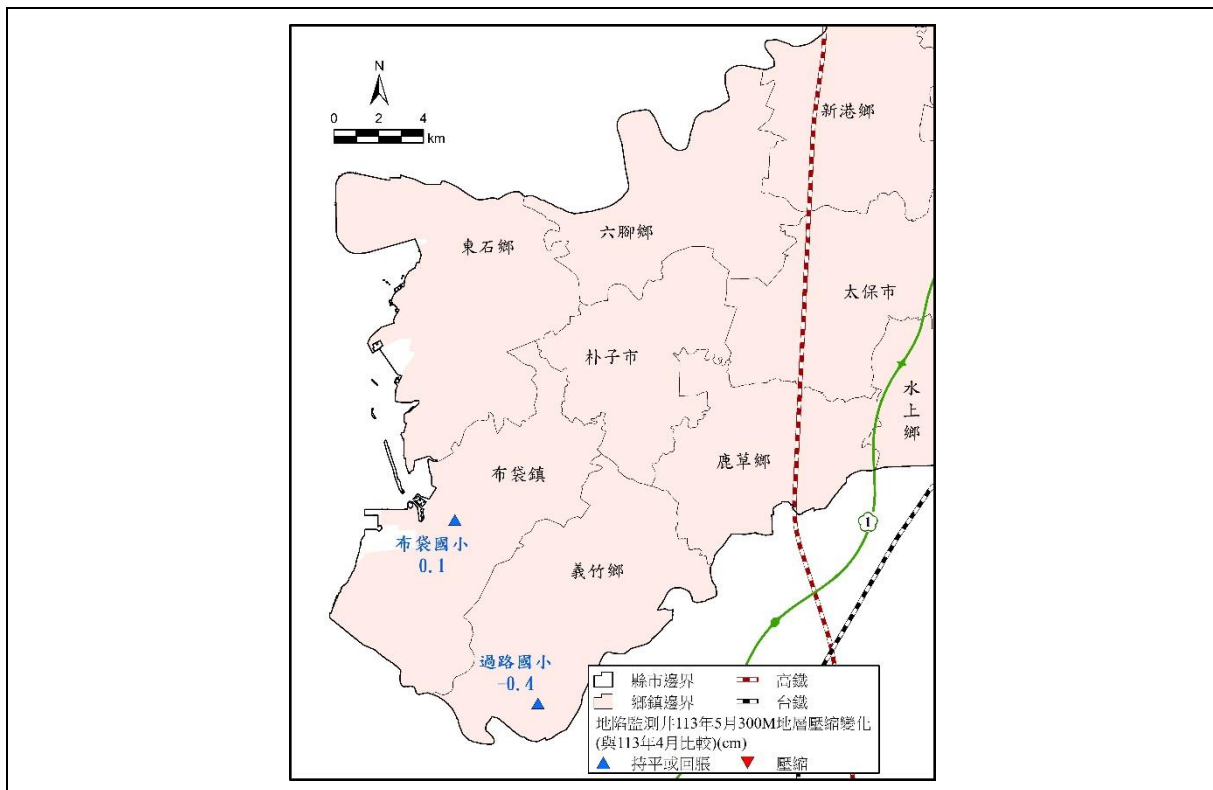 N
0 2 4
km
新港鄉
六腳鄉
東石鄉
太保市
朴子市
水上鄉
鹿草鄉
布袋鎮
1
布袋國小
0.1
義竹鄉
過路國小
-0.4
縣市邊界 高鐵
鄉鎮邊界 台鐵
地陷監測井113年5月300M地層壓縮變化
(與113年4月比較)(cm)
持平或回脹 壓縮